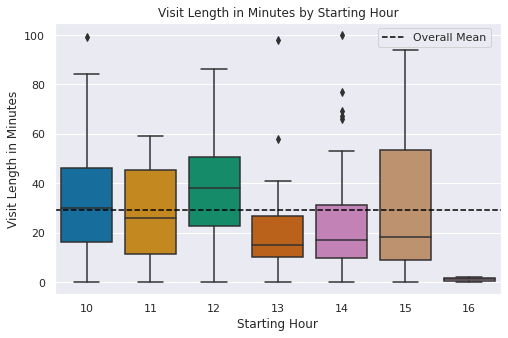 Visit Length in Minutes by Starting Hour
Overall Mean
Visit Length in Minutes
100
80
60
40
20
0
10 11 12 13 14 15 16
Starting Hour